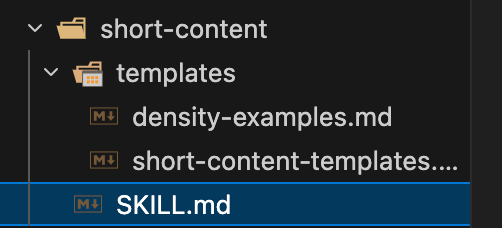 short-content
templates
density-examples.md
short-content-templates....
SKILL.md